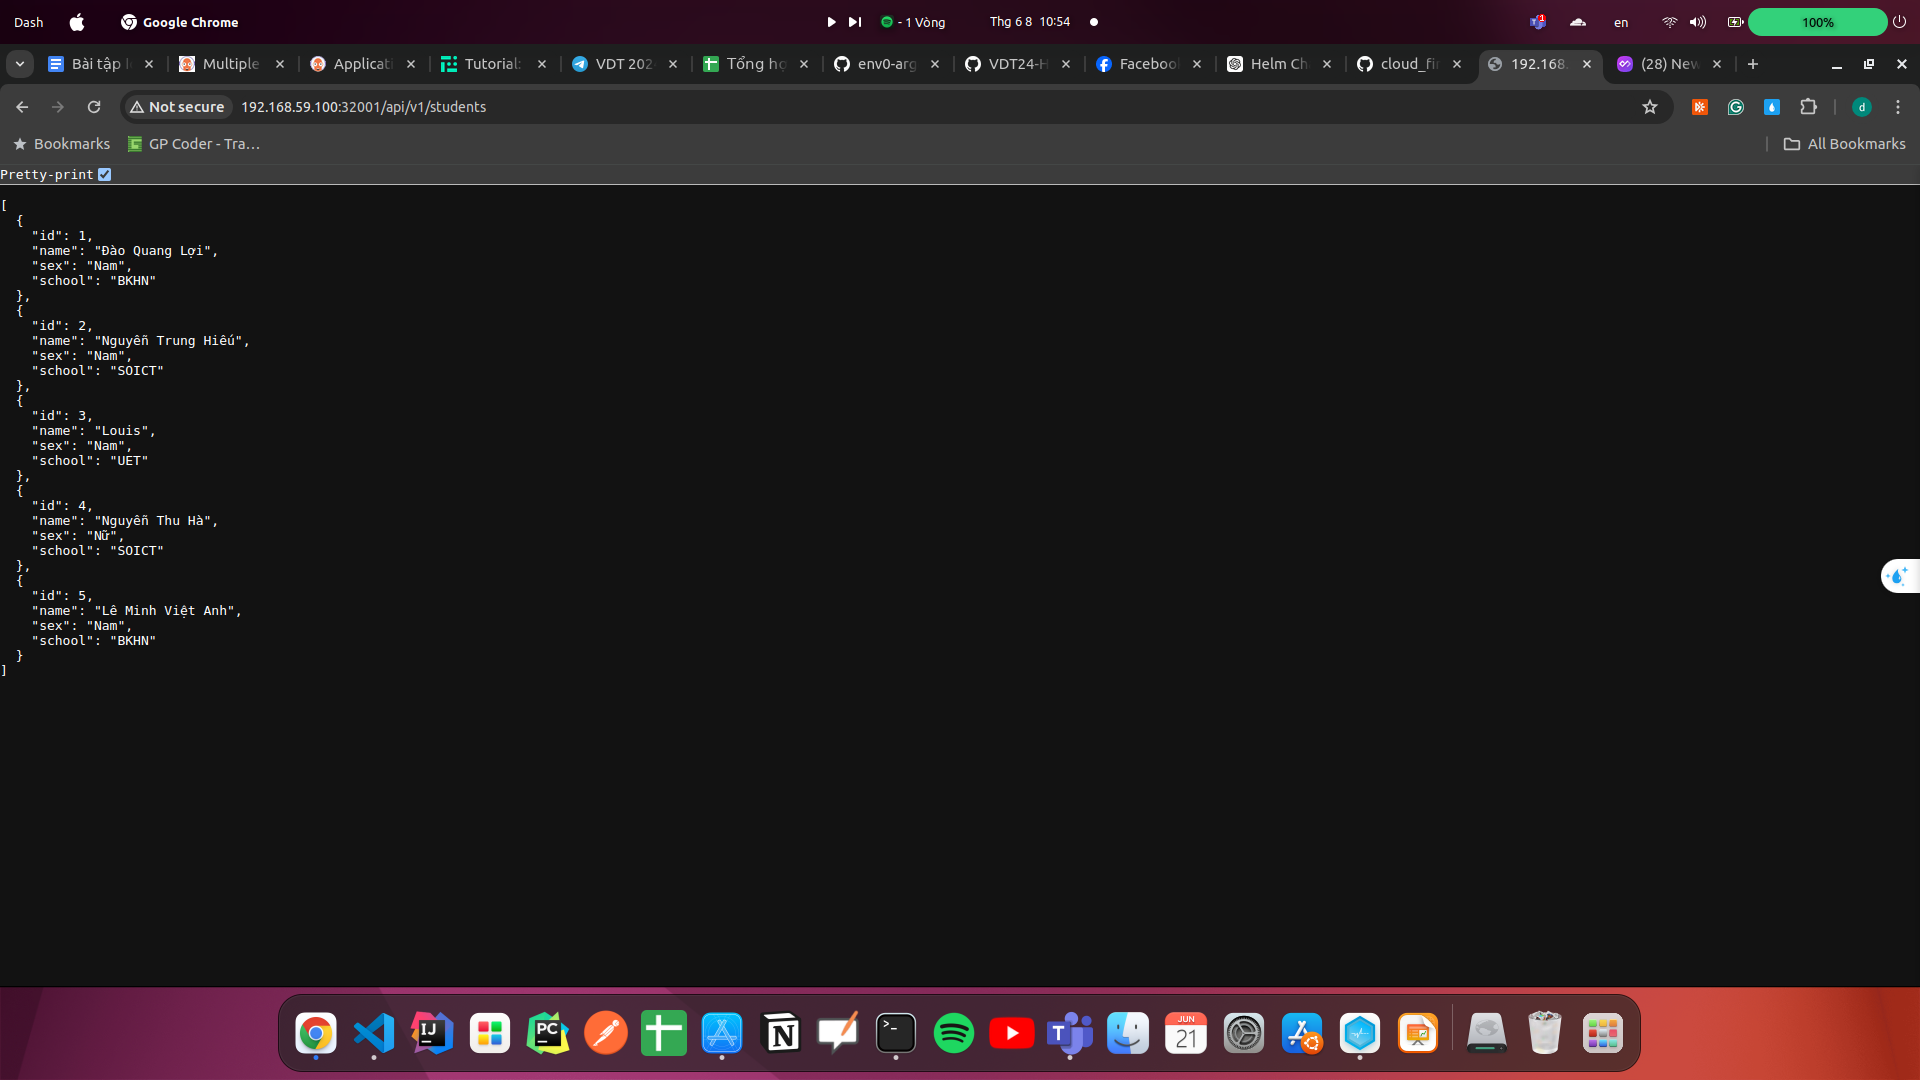 Dash Google Chrome - 1 Vòng Thg 6 8 10:54 1 en 100%
Bài tập l Multiple Applicati Tutorial: VDT 202 Tổng hợ env0-arg VDT24-H Facebook Helm Ch cloud_fin 192.168. (28) New
Not secure 192.168.59.100:32001/api/v1/students d
Bookmarks GP Coder - Tra… All Bookmarks
Pretty-print
[
  {
    "id": 1,
    "name": "Đào Quang Lợi",
    "sex": "Nam",
    "school": "BKHN"
  },
  {
    "id": 2,
    "name": "Nguyễn Trung Hiếu",
    "sex": "Nam",
    "school": "SOICT"
  },
  {
    "id": 3,
    "name": "Louis",
    "sex": "Nam",
    "school": "UET"
  },
  {
    "id": 4,
    "name": "Nguyễn Thu Hà",
    "sex": "Nữ",
    "school": "SOICT"
  },
  {
    "id": 5,
    "name": "Lê Minh Việt Anh",
    "sex": "Nam",
    "school": "BKHN"
  }
]
IJ PC N >_ T JUN
21